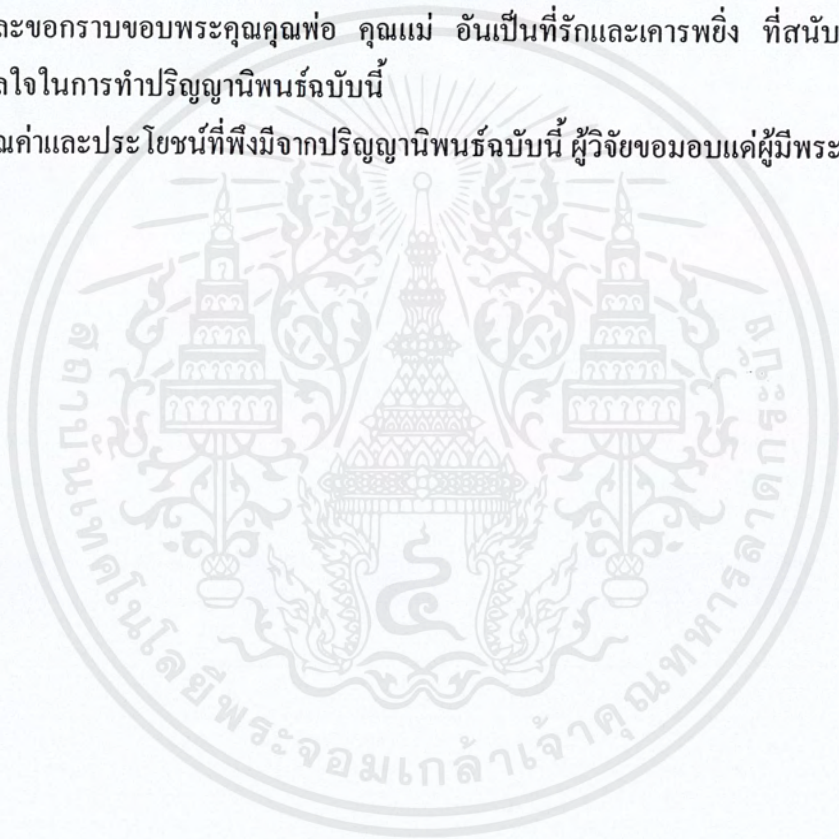 ละขอกราบขอบพระคุณคุณพ่อ คุณแม่ อันเป็นที่รักและเคารพยิ่ง ที่สนับ
ลใจในการทำปริญญานิพนธ์ฉบับนี้
ณค่าและประโยชน์ที่พึงมีจากปริญญานิพนธ์ฉบับนี้ ผู้วิจัยขอมอบแด่ผู้มีพระ
สถาบันเทคโนโลยีพระจอมเกล้าเจ้าคุณทหารลาดกระบัง